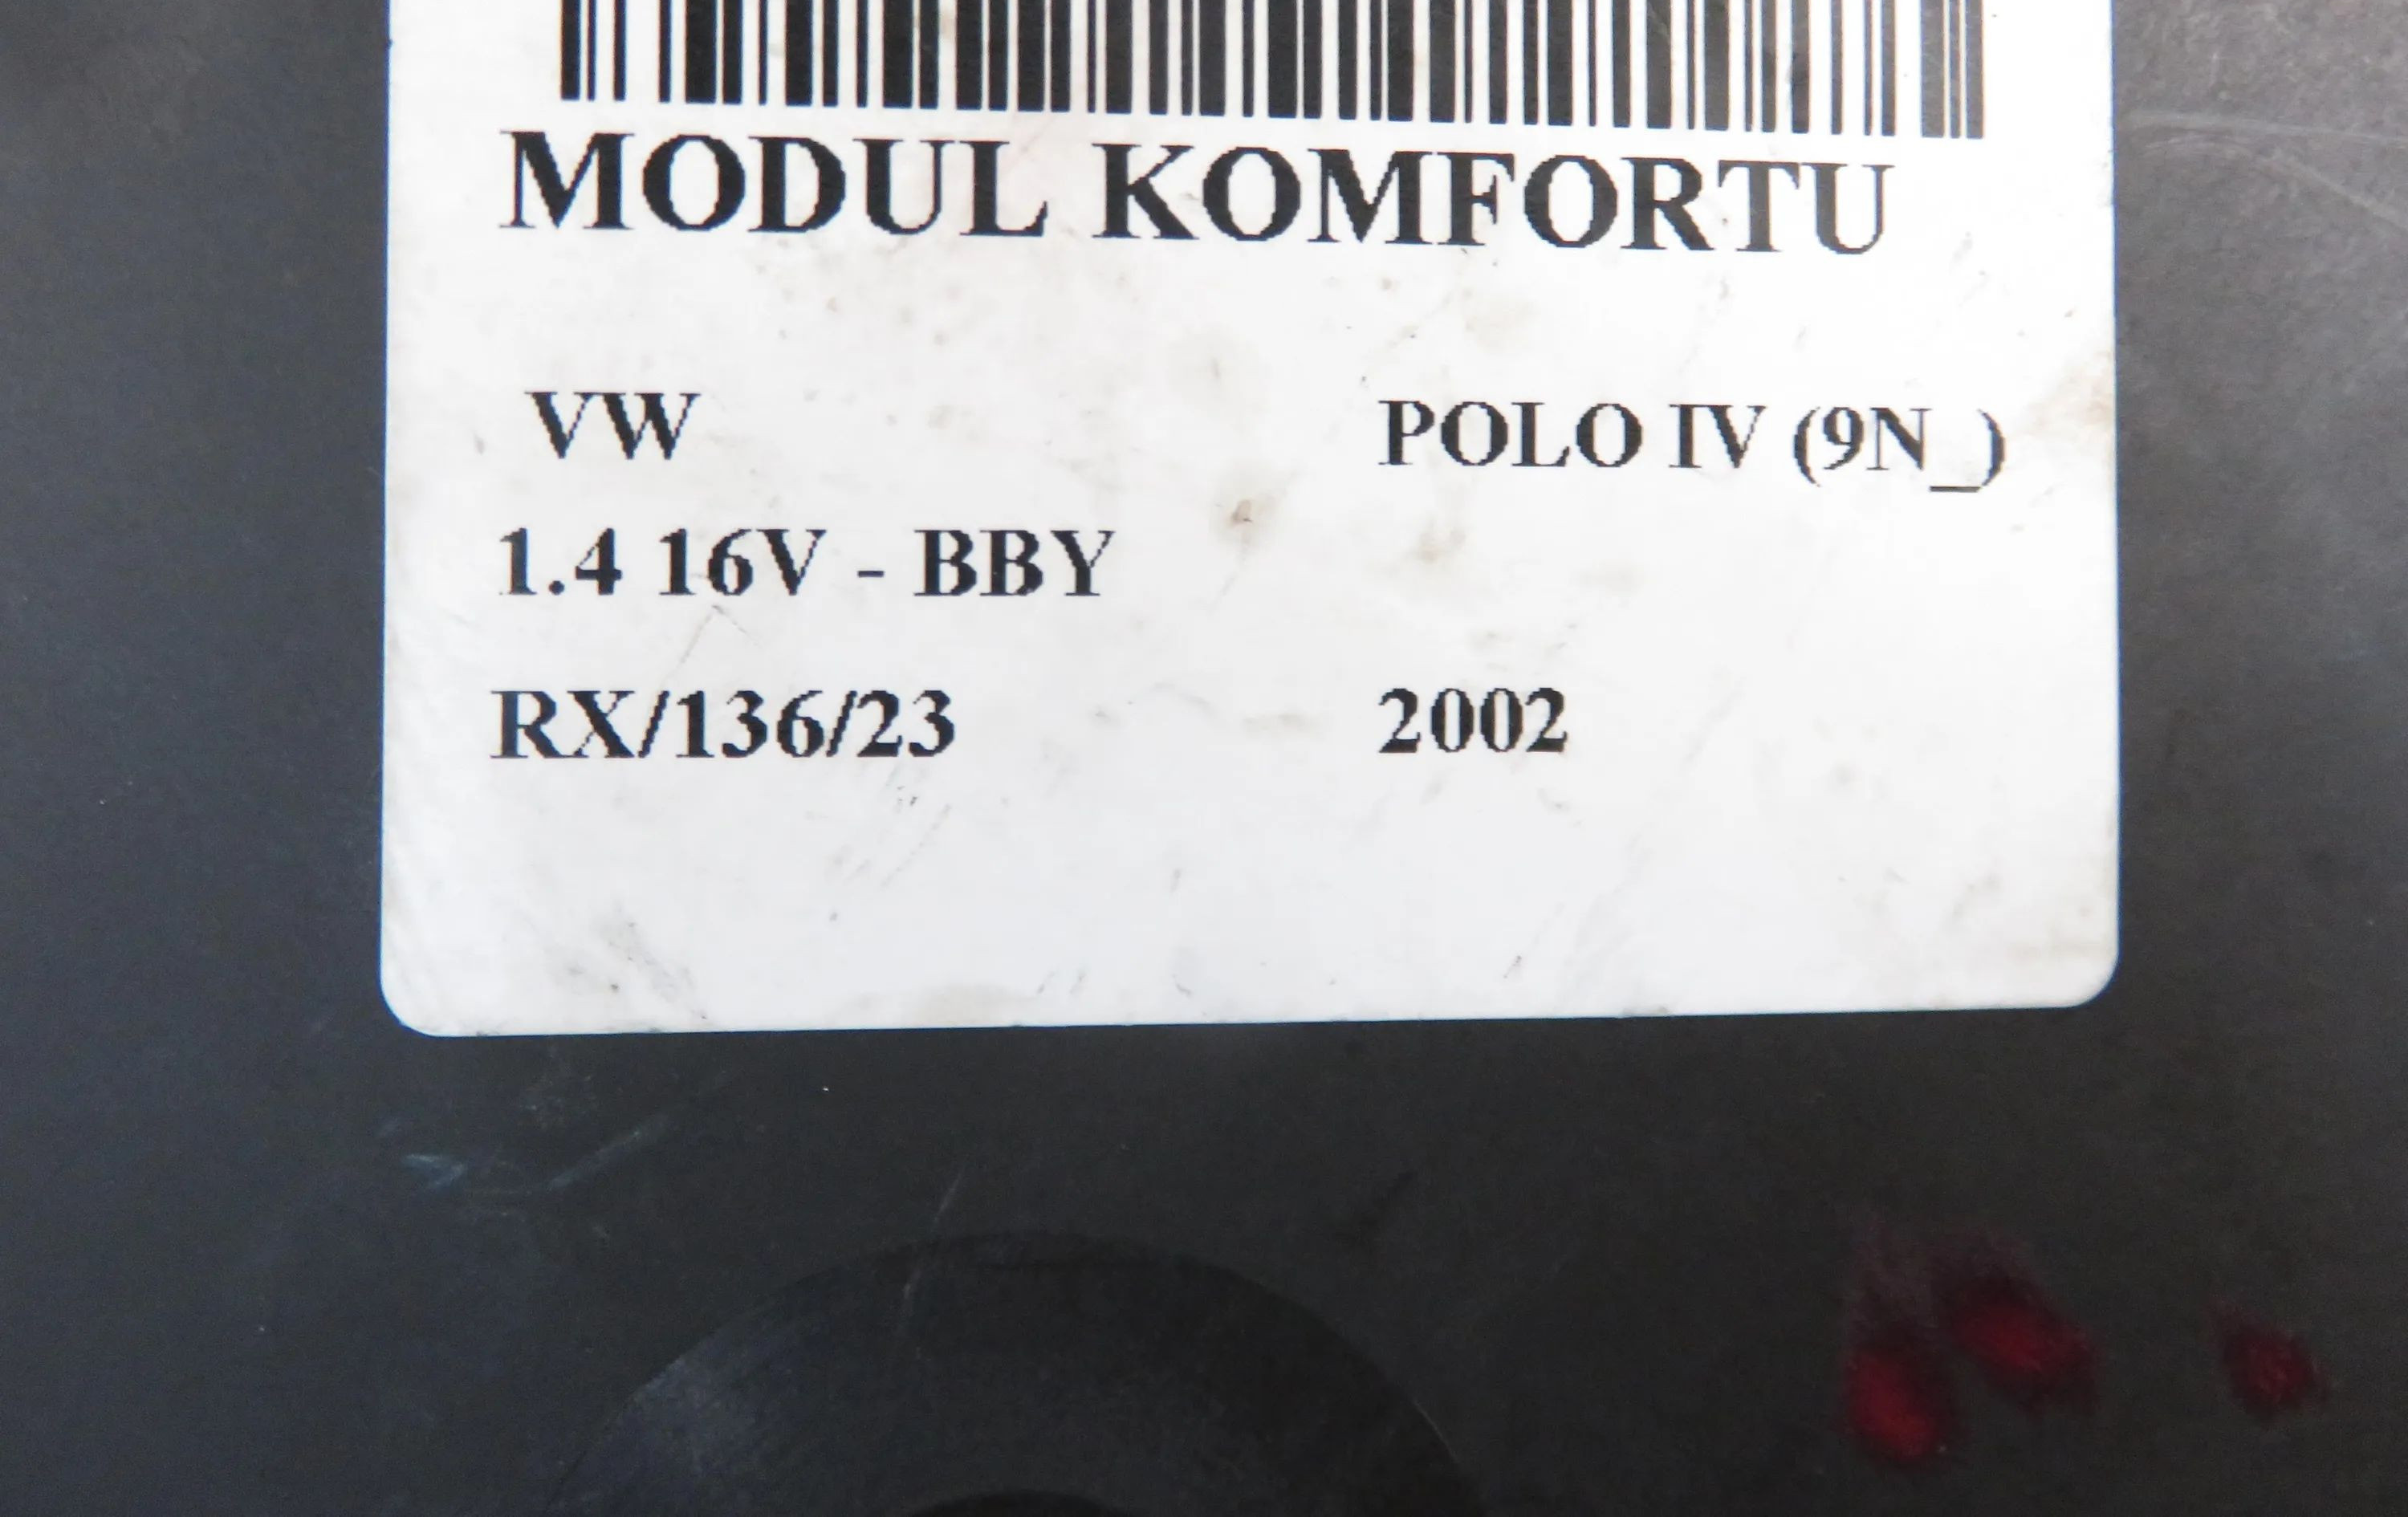 MODUL KOMFORTU
VW POLO IV (9N_)
1.4 16V - BBY
RX/136/23 2002